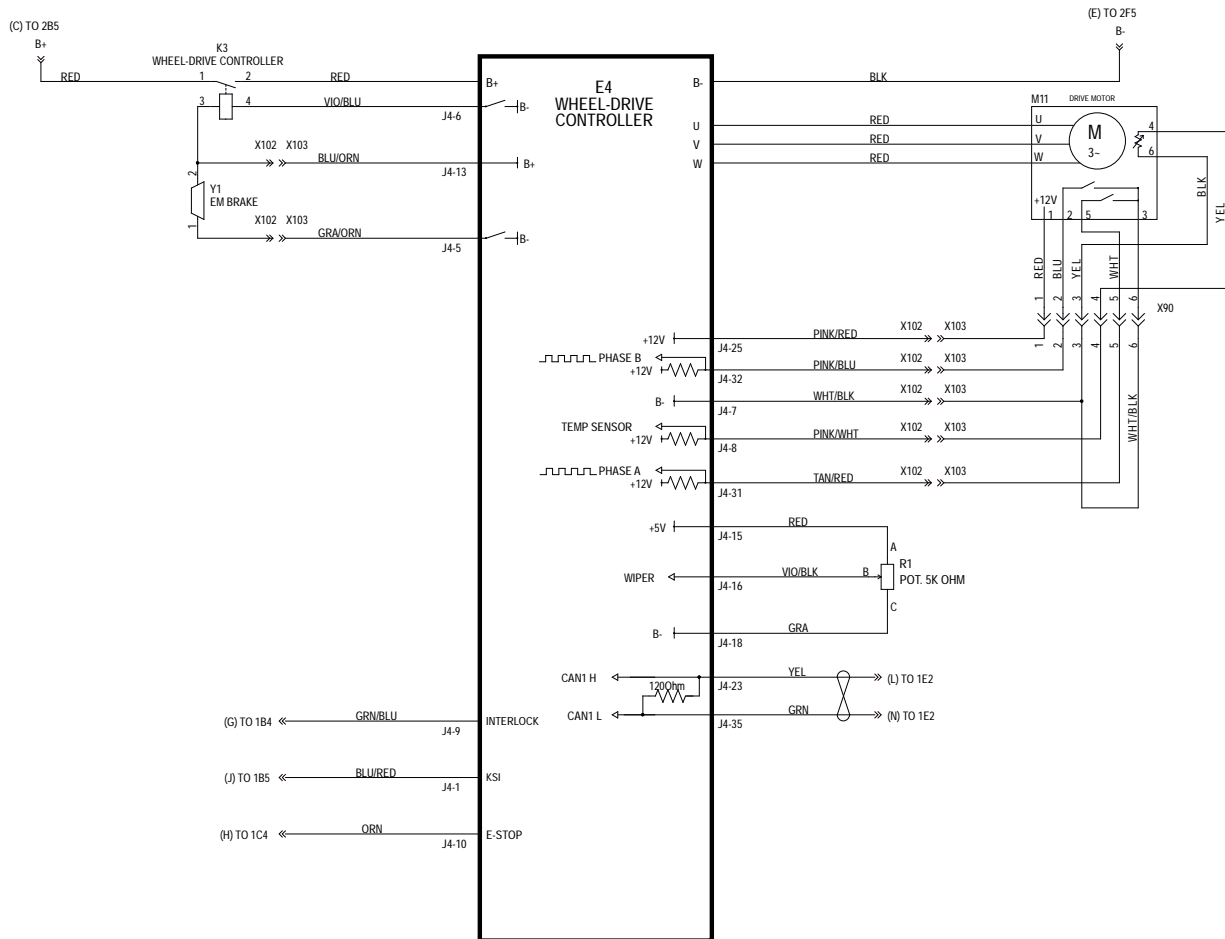 (C) TO 2B5
B+
(E) TO 2F5
B-
K3
WHEEL-DRIVE CONTROLLER
RED
1
2
RED
B+
E4
WHEEL-DRIVE
CONTROLLER
B-
BLK
3
4
VIO/BLU
J4-6
B-
M11
DRIVE MOTOR
U
RED
U
V
RED
V
W
RED
W
M
3~
4
6
X102
X103
BLU/ORN
J4-13
B+
2
Y1
EM BRAKE
1
X102
X103
GRA/ORN
J4-5
B-
BLK
YEL
+12V
1
2
5
3
RED
BLU
YEL
WHT
1
2
3
4
5
6
X90
1
2
3
4
5
6
WHT/BLK
+12V
J4-25
PINK/RED
X102
X103
PHASE B
+12V
J4-32
PINK/BLU
X102
X103
B-
J4-7
WHT/BLK
X102
X103
TEMP SENSOR
+12V
J4-8
PINK/WHT
X102
X103
PHASE A
+12V
J4-31
TAN/RED
X102
X103
+5V
J4-15
RED
A
WIPER
J4-16
VIO/BLK
B
R1
POT. 5K OHM
C
B-
J4-18
GRA
CAN1 H
120Ohm
J4-23
YEL
(L) TO 1E2
CAN1 L
J4-35
GRN
(N) TO 1E2
(G) TO 1B4
GRN/BLU
J4-9
INTERLOCK
(J) TO 1B5
BLU/RED
J4-1
KSI
(H) TO 1C4
ORN
J4-10
E-STOP